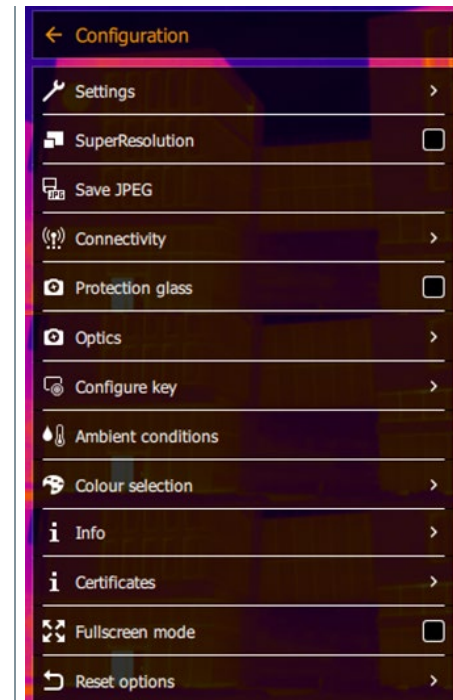 Configuration
Settings
SuperResolution
JPG Save JPEG
Connectivity
Protection glass
Optics
Configure key
Ambient conditions
Colour selection
i Info
i Certificates
Fullscreen mode
Reset options